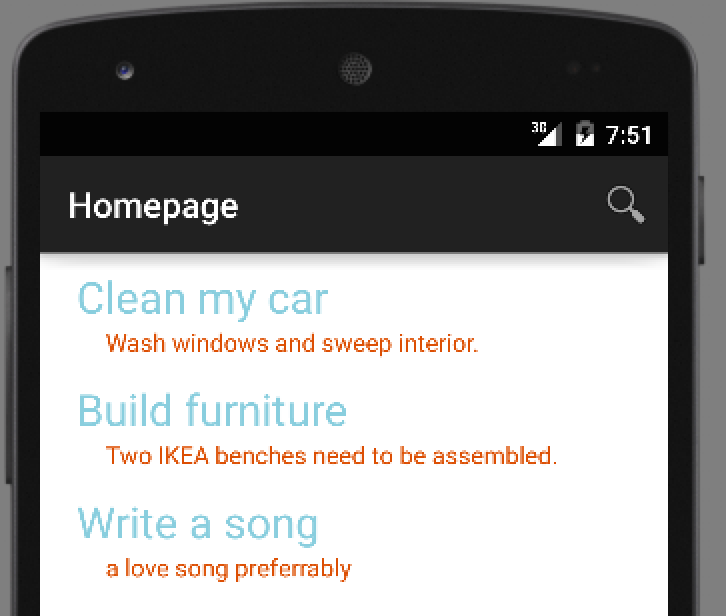 3G 7:51
Homepage
Clean my car
Wash windows and sweep interior.
Build furniture
Two IKEA benches need to be assembled.
Write a song
a love song preferrably